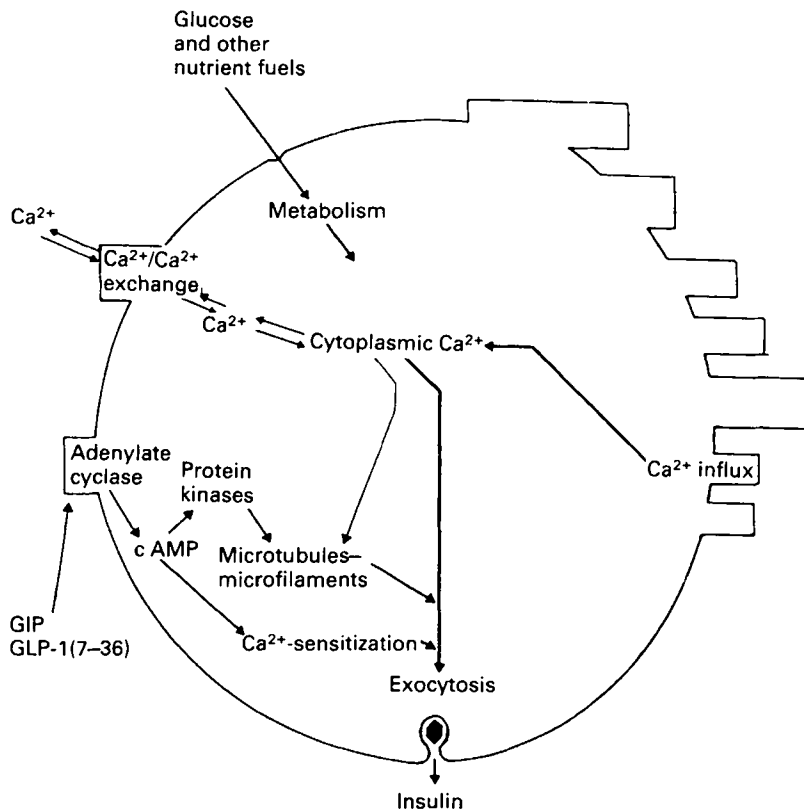 Glucose
and other
nutrient fuels
Metabolism
Ca²⁺
Ca²⁺/Ca²⁺
exchange
Ca²⁺
Cytoplasmic Ca²⁺
Ca²⁺ influx
Adenylate
cyclase
Protein
kinases
c AMP
Microtubules–
microfilaments
GIP
GLP-1(7–36)
Ca²⁺-sensitization
Exocytosis
Insulin